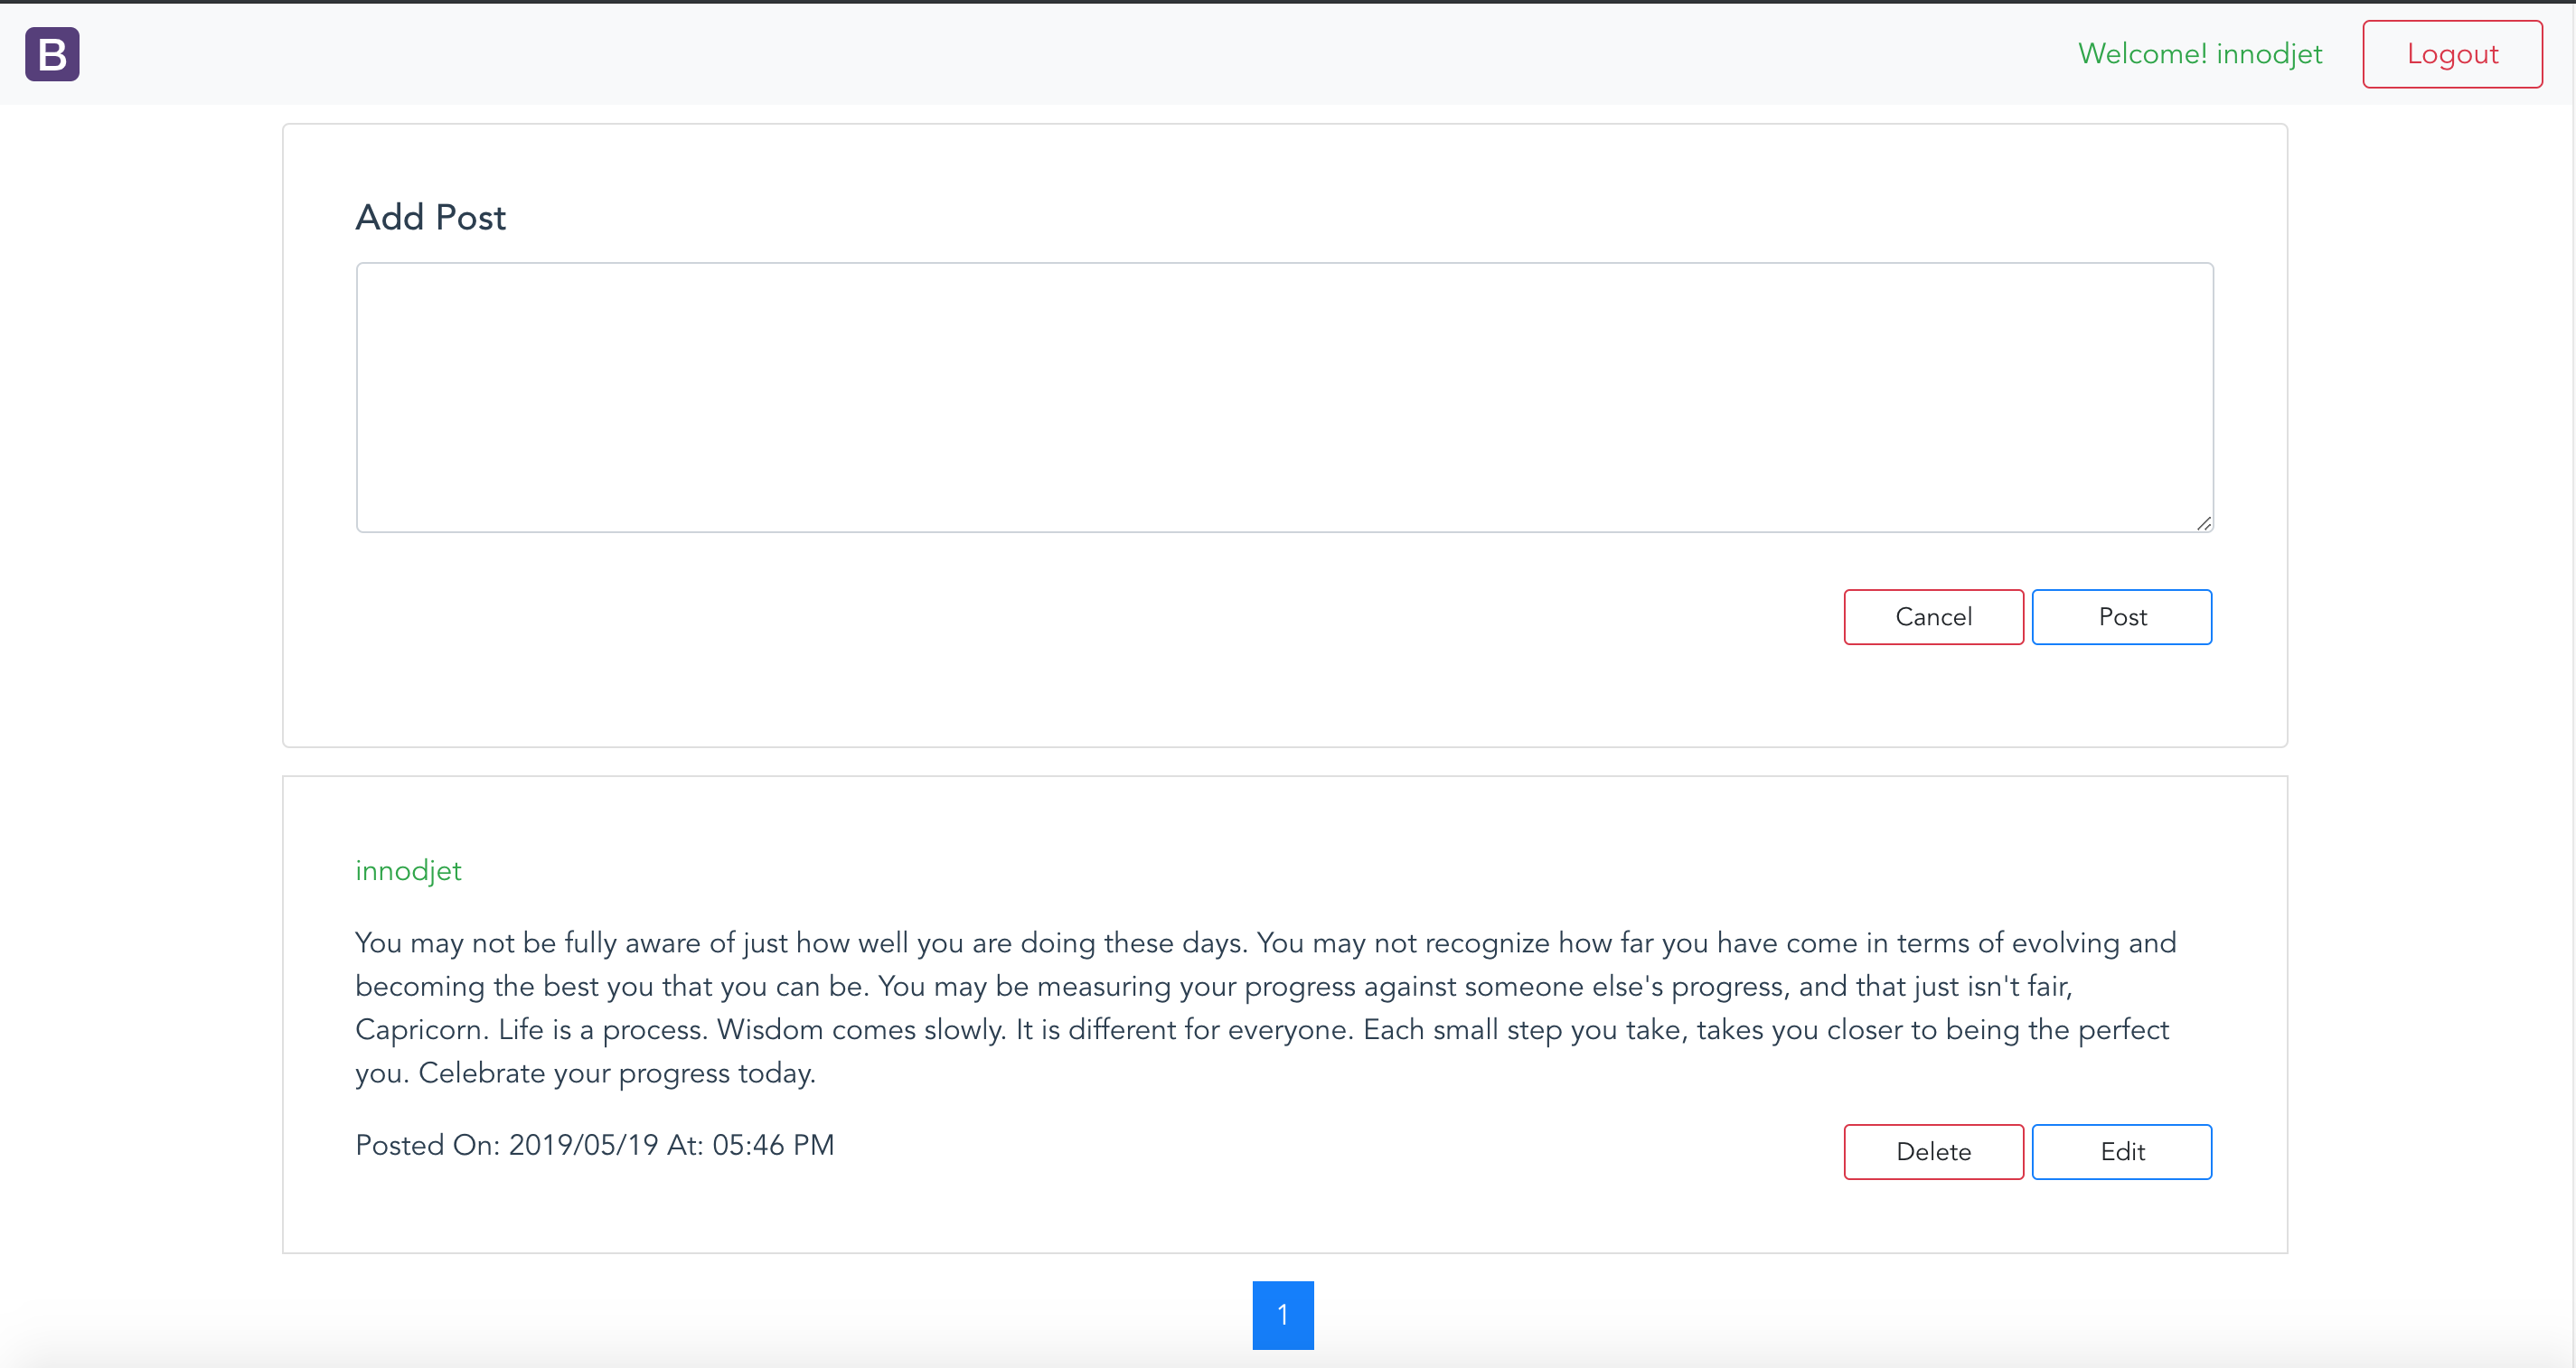 B
Welcome! innodjet
Logout
Add Post
Cancel
Post
innodjet
You may not be fully aware of just how well you are doing these days. You may not recognize how far you have come in terms of evolving and
becoming the best you that you can be. You may be measuring your progress against someone else's progress, and that just isn't fair,
Capricorn. Life is a process. Wisdom comes slowly. It is different for everyone. Each small step you take, takes you closer to being the perfect
you. Celebrate your progress today.
Posted On: 2019/05/19 At: 05:46 PM
Delete
Edit
1